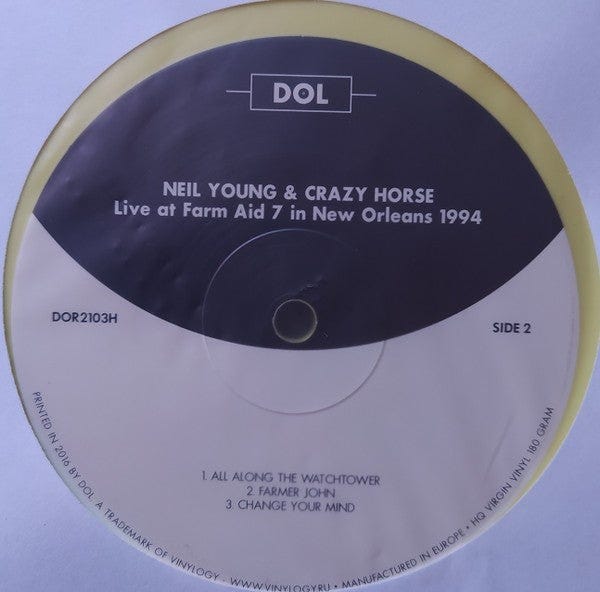 DOL
NEIL YOUNG & CRAZY HORSE
Live at Farm Aid 7 in New Orleans 1994
DOR2103H
SIDE 2
1. ALL ALONG THE WATCHTOWER
2. FARMER JOHN
3. CHANGE YOUR MIND
PRINTED IN 2016 BY DOL. A TRADEMARK OF VINYLOGY - WWW.VINYLOGY.RU • MANUFACTURED IN EUROPE • HQ VIRGIN VINYL 180 GRAM